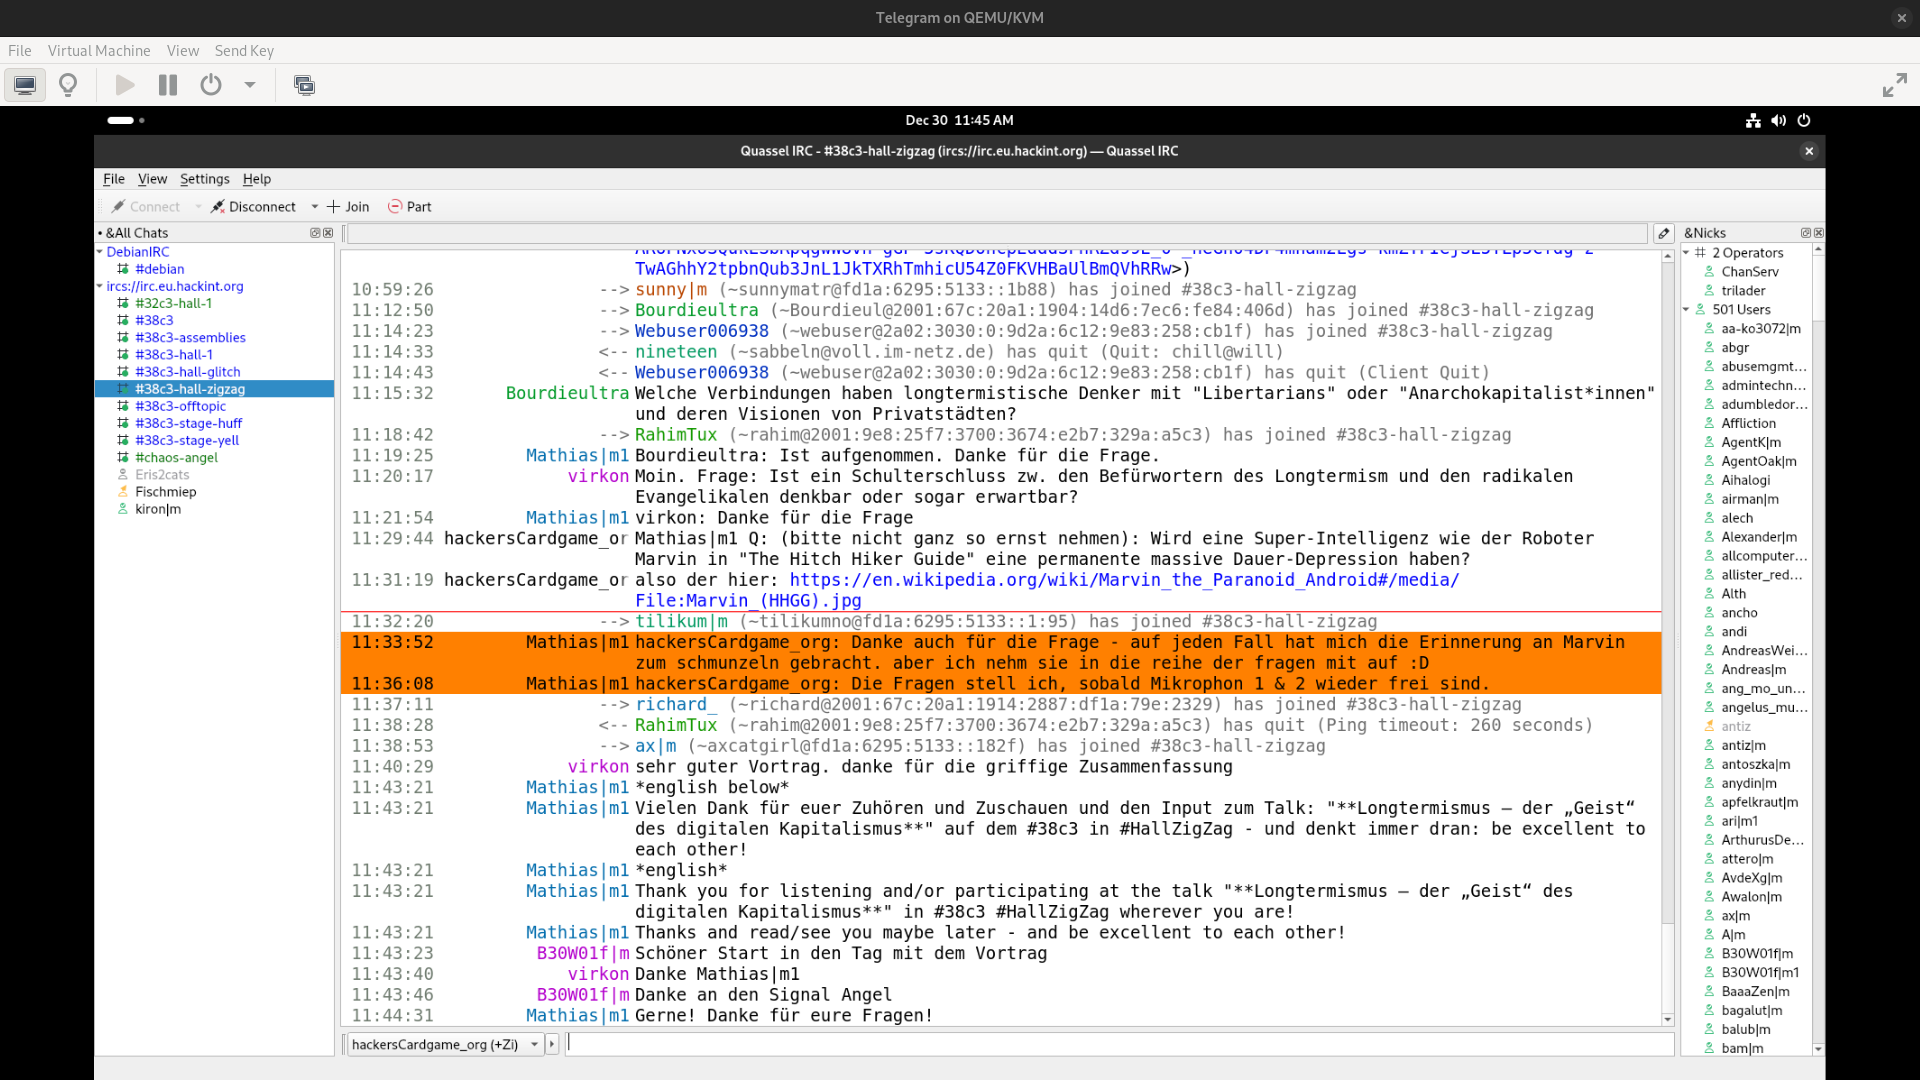 Telegram on QEMU/KVM
File Virtual Machine View Send Key
Dec 30 11:45 AM
Quassel IRC - #38c3-hall-zigzag (ircs://irc.eu.hackint.org) — Quassel IRC
File View Settings Help
Connect Disconnect Join Part
&All Chats
DebianIRC
#debian
ircs://irc.eu.hackint.org
#32c3-hall-1
#38c3
#38c3-assemblies
#38c3-hall-1
#38c3-hall-glitch
#38c3-hall-zigzag
#38c3-offtopic
#38c3-stage-huff
#38c3-stage-yell
#chaos-angel
Eris2cats
Fischmiep
kiron|m
TwAGhhY2tpbnQub3JnL1JkTXRhTmhicU54Z0FKVHBaUlBmQVhRRw>)
10:59:26 --> sunny|m (~sunnymatr@fd1a:6295:5133::1b88) has joined #38c3-hall-zigzag
11:12:50 --> Bourdieultra (~Bourdieul@2001:67c:20a1:1904:14d6:7ec6:fe84:406d) has joined #38c3-hall-zigzag
11:14:23 --> Webuser006938 (~webuser@2a02:3030:0:9d2a:6c12:9e83:258:cb1f) has joined #38c3-hall-zigzag
11:14:33 <-- nineteen (~sabbeln@voll.im-netz.de) has quit (Quit: chill@will)
11:14:43 <-- Webuser006938 (~webuser@2a02:3030:0:9d2a:6c12:9e83:258:cb1f) has quit (Client Quit)
11:15:32 Bourdieultra Welche Verbindungen haben longtermistische Denker mit "Libertarians" oder "Anarchokapitalist*innen"
und deren Visionen von Privatstädten?
11:18:42 --> RahimTux (~rahim@2001:9e8:25f7:3700:3674:e2b7:329a:a5c3) has joined #38c3-hall-zigzag
11:19:25 Mathias|m1 Bourdieultra: Ist aufgenommen. Danke für die Frage.
11:20:17 virkon Moin. Frage: Ist ein Schulterschluss zw. den Befürwortern des Longtermism und den radikalen
Evangelikalen denkbar oder sogar erwartbar?
11:21:54 Mathias|m1 virkon: Danke für die Frage
11:29:44 hackersCardgame_or Mathias|m1 Q: (bitte nicht ganz so ernst nehmen): Wird eine Super-Intelligenz wie der Roboter
Marvin in "The Hitch Hiker Guide" eine permanente massive Dauer-Depression haben?
11:31:19 hackersCardgame_or also der hier: https://en.wikipedia.org/wiki/Marvin_the_Paranoid_Android#/media/
File:Marvin_(HHGG).jpg
11:32:20 --> tilikum|m (~tilikumno@fd1a:6295:5133::1:95) has joined #38c3-hall-zigzag
11:33:52 Mathias|m1 hackersCardgame_org: Danke auch für die Frage - auf jeden Fall hat mich die Erinnerung an Marvin
zum schmunzeln gebracht. aber ich nehm sie in die reihe der fragen mit auf :D
11:36:08 Mathias|m1 hackersCardgame_org: Die Fragen stell ich, sobald Mikrophon 1 & 2 wieder frei sind.
11:37:11 --> richard_ (~richard@2001:67c:20a1:1914:2887:df1a:79e:2329) has joined #38c3-hall-zigzag
11:38:28 <-- RahimTux (~rahim@2001:9e8:25f7:3700:3674:e2b7:329a:a5c3) has quit (Ping timeout: 260 seconds)
11:38:53 --> ax|m (~axcatgirl@fd1a:6295:5133::182f) has joined #38c3-hall-zigzag
11:40:29 virkon sehr guter Vortrag. danke für die griffige Zusammenfassung
11:43:21 Mathias|m1 *english below*
11:43:21 Mathias|m1 Vielen Dank für euer Zuhören und Zuschauen und den Input zum Talk: "**Longtermismus – der „Geist“
des digitalen Kapitalismus**" auf dem #38c3 in #HallZigZag - und denkt immer dran: be excellent to
each other!
11:43:21 Mathias|m1 *english*
11:43:21 Mathias|m1 Thank you for listening and/or participating at the talk "**Longtermismus – der „Geist“ des
digitalen Kapitalismus**" in #38c3 #HallZigZag wherever you are!
11:43:21 Mathias|m1 Thanks and read/see you maybe later - and be excellent to each other!
11:43:23 B30W01f|m Schöner Start in den Tag mit dem Vortrag
11:43:40 virkon Danke Mathias|m1
11:43:46 B30W01f|m Danke an den Signal Angel
11:44:31 Mathias|m1 Gerne! Danke für eure Fragen!
hackersCardgame_org (+Zi)
&Nicks
2 Operators
ChanServ
trilader
501 Users
aa-ko3072|m
abgr
abusemgmt...
admintechn...
adumbledor...
Affliction
AgentK|m
AgentOak|m
Aihalogi
airman|m
alech
Alexander|m
allcomputer...
allister_red...
Alth
ancho
andi
AndreasWei...
Andreas|m
ang_mo_un...
angelus_mu...
antiz
antiz|m
antoszka|m
anydin|m
apfelkraut|m
ari|m1
ArthurusDe...
attero|m
AvdeXg|m
Awalon|m
ax|m
A|m
B30W01f|m
B30W01f|m1
BaaaZen|m
bagalut|m
balub|m
bam|m